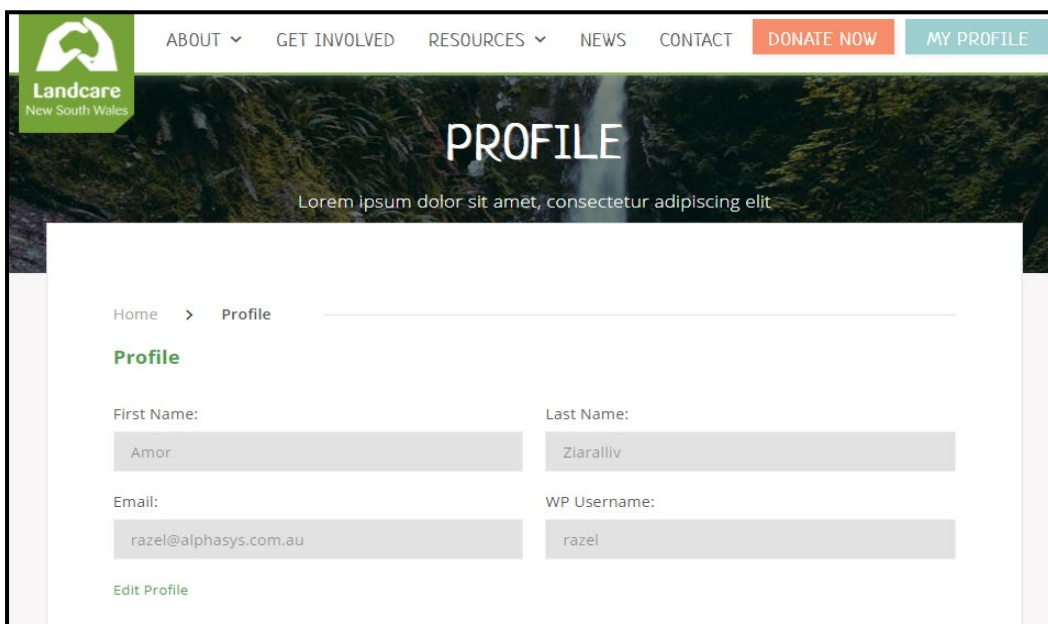 ABOUT GET INVOLVED RESOURCES NEWS CONTACT DONATE NOW MY PROFILE
Landcare
New South Wales
PROFILE
Lorem ipsum dolor sit amet, consectetur adipiscing elit
Home > Profile
Profile
First Name: Last Name:
Amor Ziaralliv
Email: WP Username:
razel@alphasys.com.au razel
Edit Profile